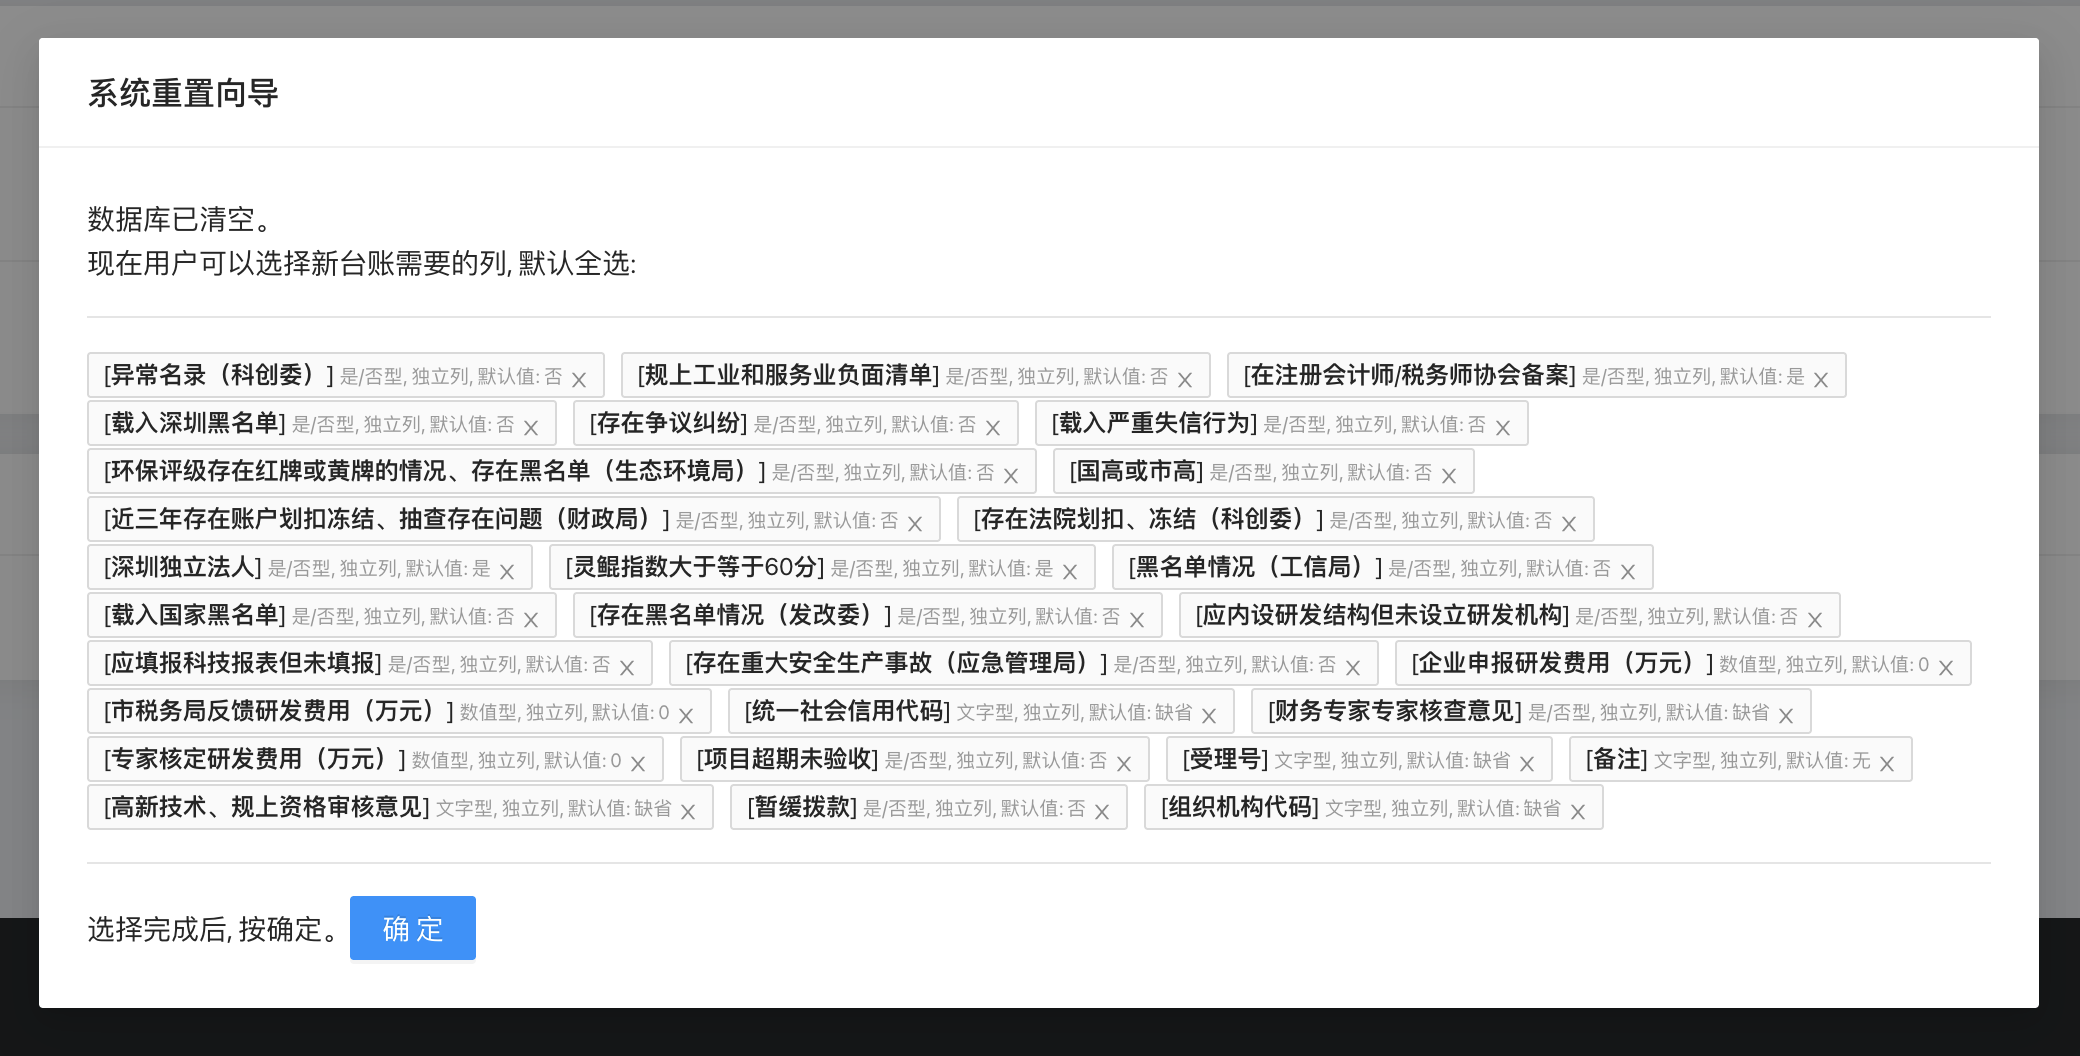 系统重置向导
数据库已清空。
现在用户可以选择新台账需要的列, 默认全选:
[异常名录（科创委）] 是/否型, 独立列, 默认值: 否 [规上工业和服务业负面清单] 是/否型, 独立列, 默认值: 否 [在注册会计师/税务师协会备案] 是/否型, 独立列, 默认值: 是
[载入深圳黑名单] 是/否型, 独立列, 默认值: 否 [存在争议纠纷] 是/否型, 独立列, 默认值: 否 [载入严重失信行为] 是/否型, 独立列, 默认值: 否
[环保评级存在红牌或黄牌的情况、存在黑名单（生态环境局）] 是/否型, 独立列, 默认值: 否 [国高或市高] 是/否型, 独立列, 默认值: 否
[近三年存在账户划扣冻结、抽查存在问题（财政局）] 是/否型, 独立列, 默认值: 否 [存在法院划扣、冻结（科创委）] 是/否型, 独立列, 默认值: 否
[深圳独立法人] 是/否型, 独立列, 默认值: 是 [灵鲲指数大于等于60分] 是/否型, 独立列, 默认值: 是 [黑名单情况（工信局）] 是/否型, 独立列, 默认值: 否
[载入国家黑名单] 是/否型, 独立列, 默认值: 否 [存在黑名单情况（发改委）] 是/否型, 独立列, 默认值: 否 [应内设研发结构但未设立研发机构] 是/否型, 独立列, 默认值: 否
[应填报科技报表但未填报] 是/否型, 独立列, 默认值: 否 [存在重大安全生产事故（应急管理局）] 是/否型, 独立列, 默认值: 否 [企业申报研发费用（万元）] 数值型, 独立列, 默认值: 0
[市税务局反馈研发费用（万元）] 数值型, 独立列, 默认值: 0 [统一社会信用代码] 文字型, 独立列, 默认值: 缺省 [财务专家专家核查意见] 是/否型, 独立列, 默认值: 缺省
[专家核定研发费用（万元）] 数值型, 独立列, 默认值: 0 [项目超期未验收] 是/否型, 独立列, 默认值: 否 [受理号] 文字型, 独立列, 默认值: 缺省 [备注] 文字型, 独立列, 默认值: 无
[高新技术、规上资格审核意见] 文字型, 独立列, 默认值: 缺省 [暂缓拨款] 是/否型, 独立列, 默认值: 否 [组织机构代码] 文字型, 独立列, 默认值: 缺省
选择完成后, 按确定。 确 定